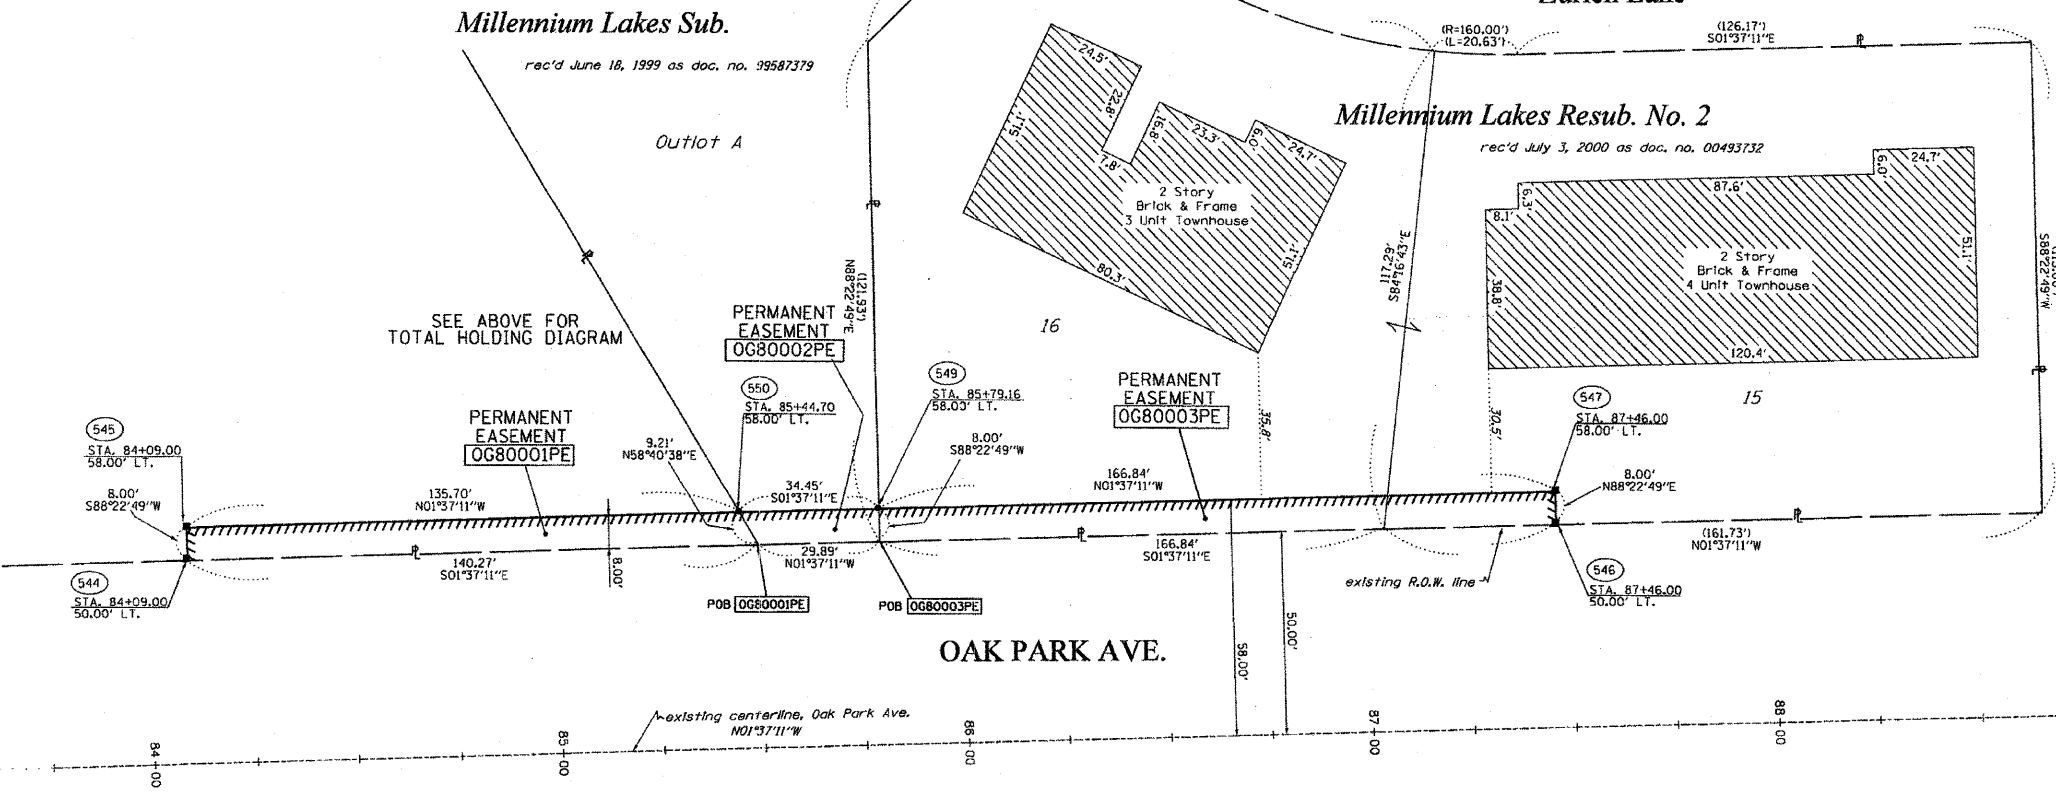 Millennium Lakes Sub.
rec'd June 18, 1999 as doc. no. 99587379
Outlot A
(R=160.00')
(L=20.63')
(126.17')
S01°37'11"E
Millennium Lakes Resub. No. 2
rec'd July 3, 2000 as doc. no. 00493732
24.5'
22.8'
51.1'
7.8'
16.8'
23.3'
6.0'
24.7'
51.1'
80.3'
2 Story
Brick & Frame
3 Unit Townhouse
16
8.1'
6.3'
87.6'
6.0'
24.7'
51.1'
38.8'
120.4'
2 Story
Brick & Frame
4 Unit Townhouse
15
117.29'
S84°16'43"E
S88°22'49"W
(121.93')
N88°22'49"E
SEE ABOVE FOR
TOTAL HOLDING DIAGRAM
PERMANENT
EASEMENT
0G80002PE
PERMANENT
EASEMENT
0G80001PE
PERMANENT
EASEMENT
0G80003PE
545
STA. 84+09.00
58.00' LT.
8.00'
S88°22'49"W
550
STA. 85+44.70
58.00' LT.
549
STA. 85+79.16
58.00' LT.
547
STA. 87+46.00
58.00' LT.
9.21'
N58°40'38"E
8.00'
S88°22'49"W
35.8'
30.5'
8.00'
N88°22'49"E
135.70'
N01°37'11"W
34.45'
S01°37'11"E
166.84'
N01°37'11"W
140.27'
S01°37'11"E
8.00'
29.89'
N01°37'11"W
166.84'
S01°37'11"E
(161.73')
N01°37'11"W
544
STA. 84+09.00
50.00' LT.
POB 0G80001PE
POB 0G80003PE
existing R.O.W. line
546
STA. 87+46.00
50.00' LT.
OAK PARK AVE.
58.00'
50.00'
existing centerline, Oak Park Ave.
N01°37'11"W
84+00
85+00
86+00
87+00
88+00